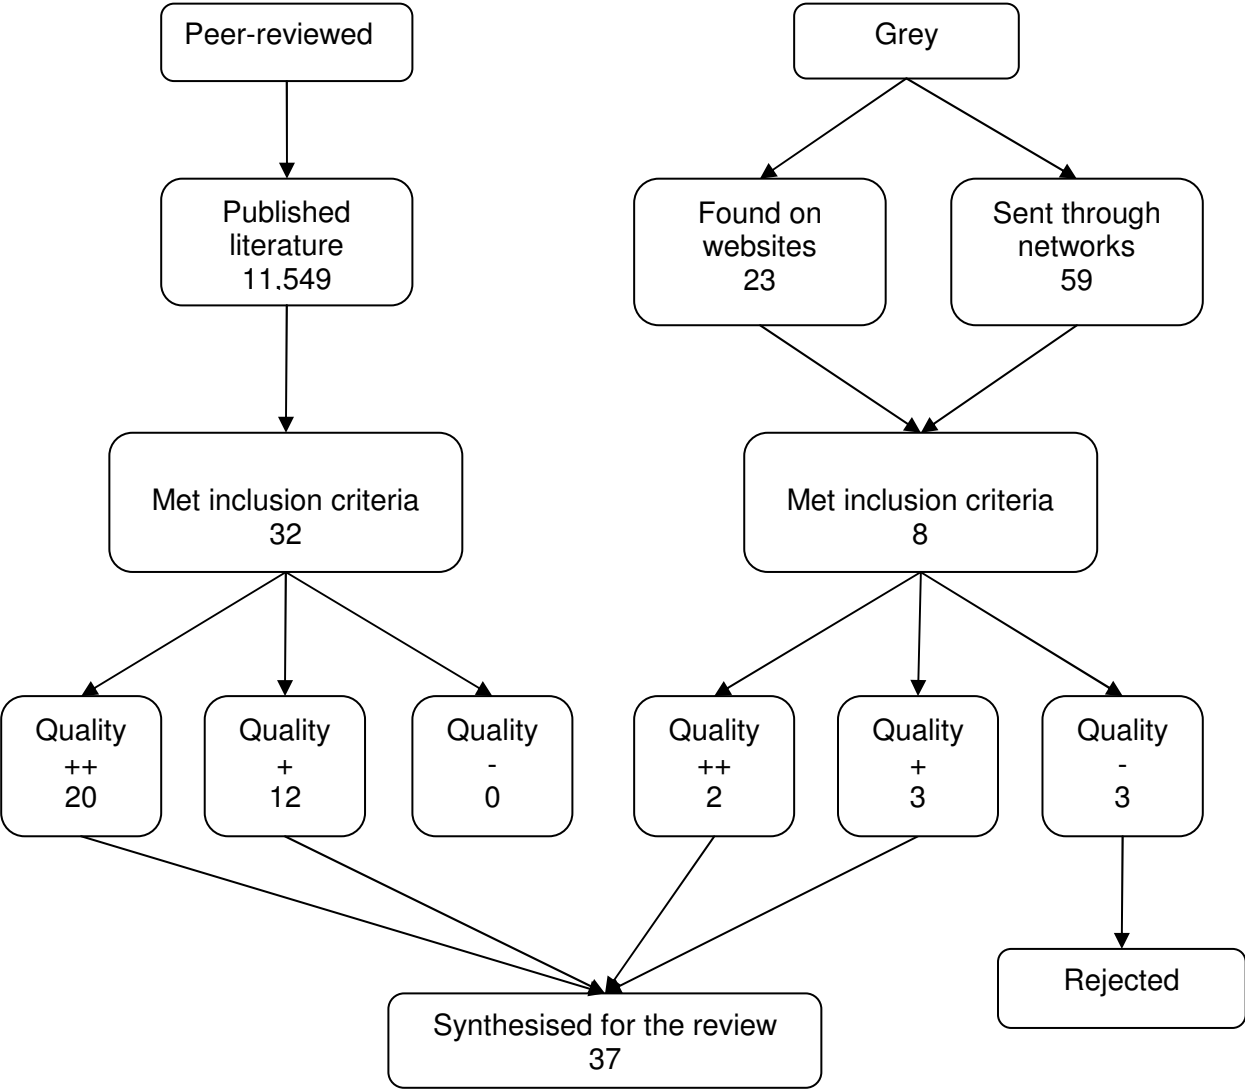 Peer-reviewed
Grey
Published
literature
11,549
Found on
websites
23
Sent through
networks
59
Met inclusion criteria
32
Met inclusion criteria
8
Quality
++
20
Quality
+
12
Quality
-
0
Quality
++
2
Quality
+
3
Quality
-
3
Rejected
Synthesised for the review
37